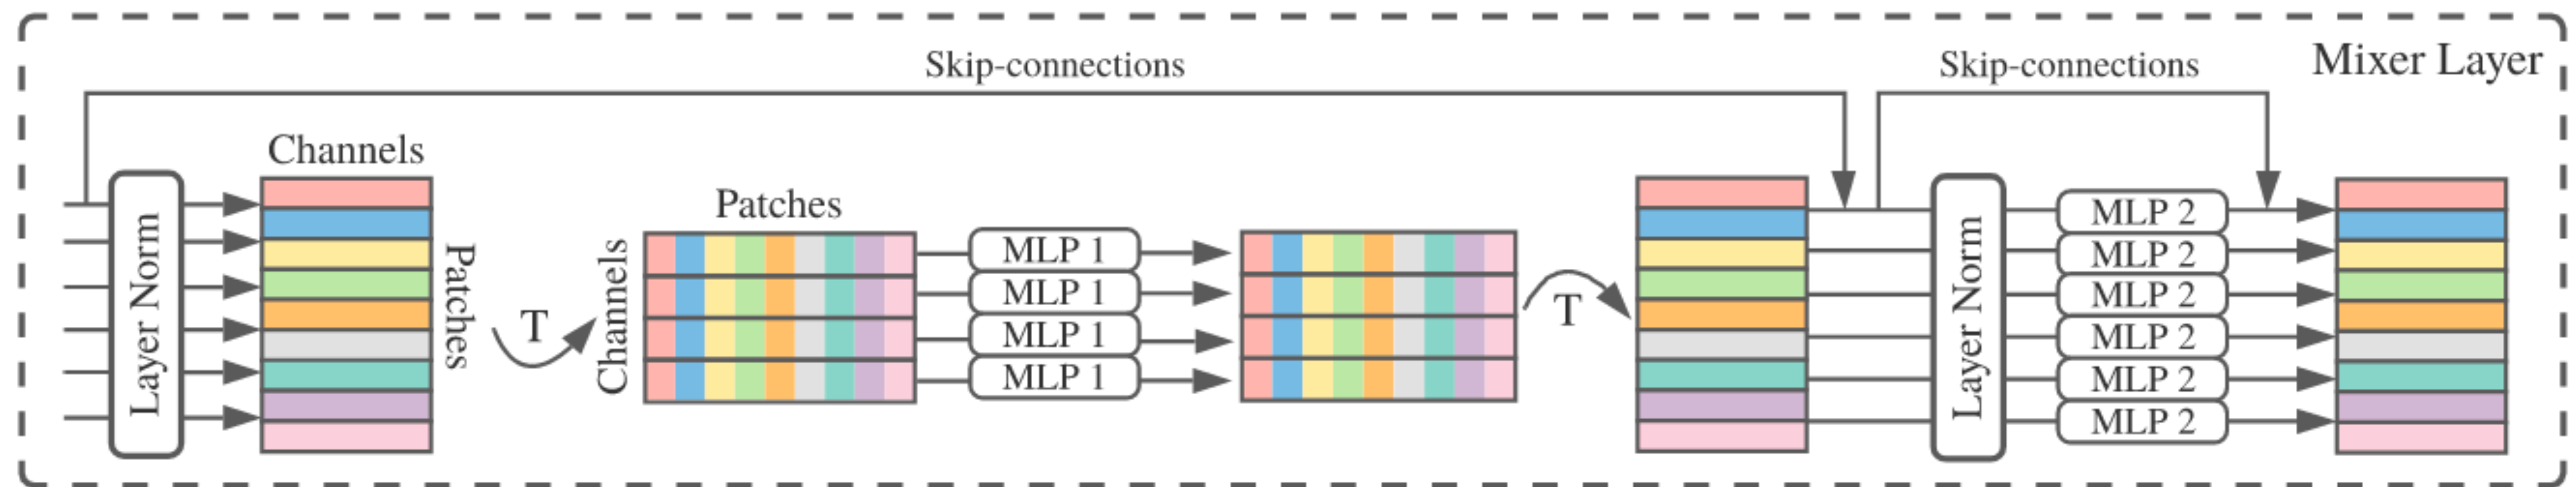 Skip-connections
Skip-connections
Mixer Layer
Layer Norm
Channels
Patches
T
Channels
Patches
MLP 1
MLP 1
MLP 1
MLP 1
T
Layer Norm
MLP 2
MLP 2
MLP 2
MLP 2
MLP 2
MLP 2